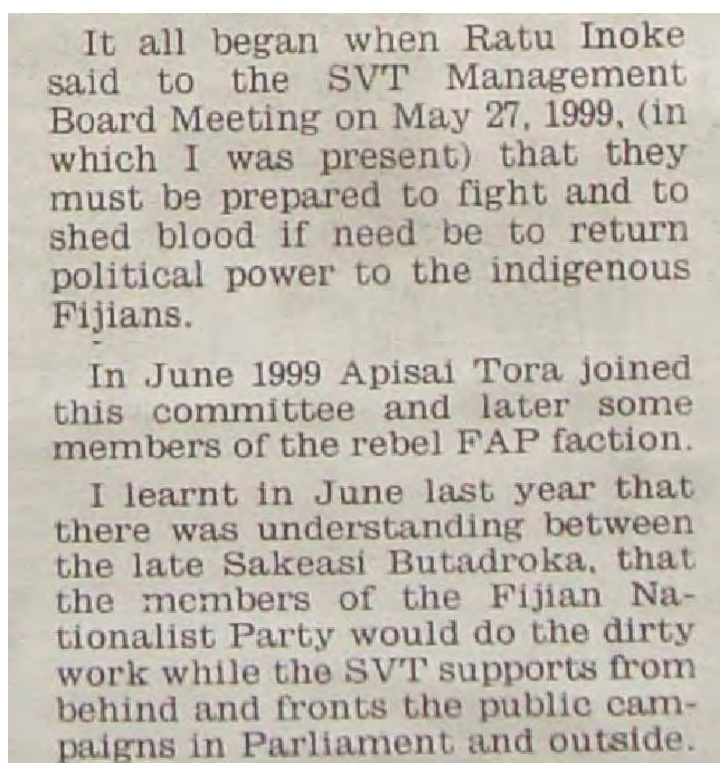 It all began when Ratu Inoke
said to the SVT Management
Board Meeting on May 27, 1999, (in
which I was present) that they
must be prepared to fight and to
shed blood if need be to return
political power to the indigenous
Fijians.
In June 1999 Apisai Tora joined
this committee and later some
members of the rebel FAP faction.
I learnt in June last year that
there was understanding between
the late Sakeasi Butadroka, that
the members of the Fijian Na-
tionalist Party would do the dirty
work while the SVT supports from
behind and fronts the public cam-
paigns in Parliament and outside.